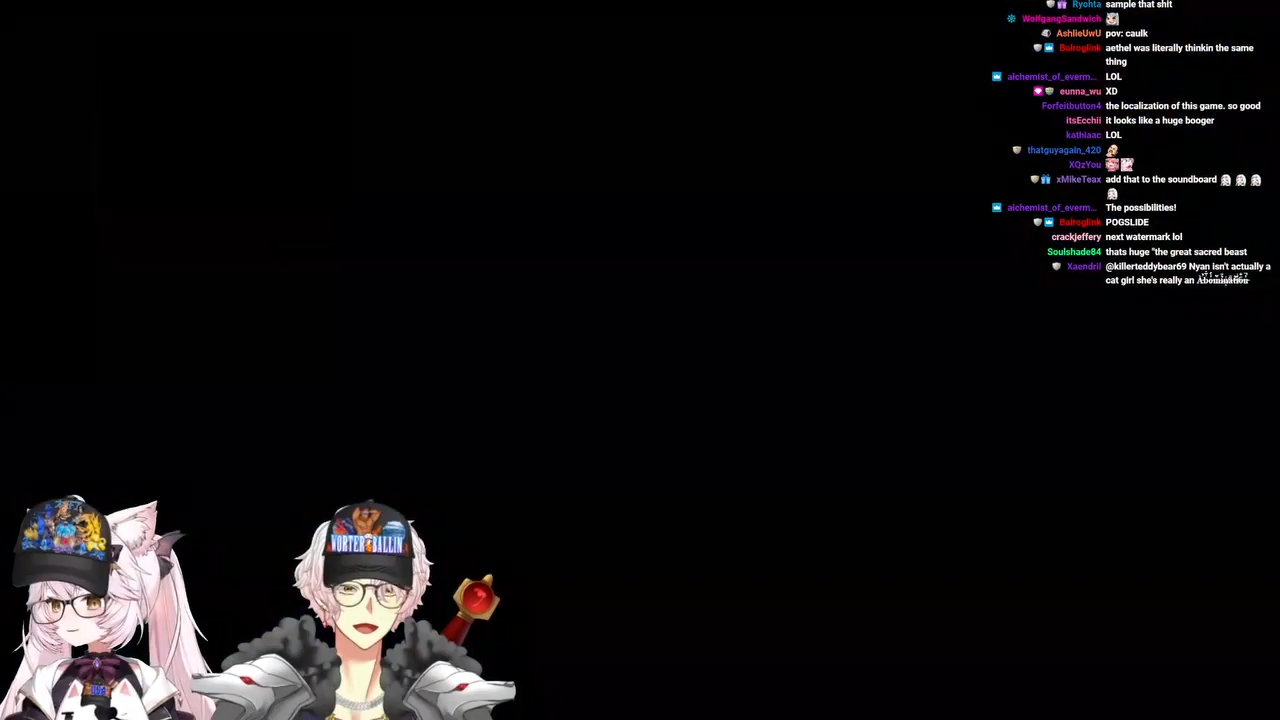 Ryohta sample that shit
WolfgangSandwich
AshlieUwU pov: caulk
Balroglink aethel was literally thinkin the same
thing
alchemist_of_everm... LOL
eunna_wu XD
Forfeitbutton4 the localization of this game. so good
itsEcchii it looks like a huge booger
kathiaac LOL
thatguyagain_420
XQzYou
xMikeTeax add that to the soundboard
alchemist_of_everm... The possibilities!
Balroglink POGSLIDE
crackjeffery next watermark lol
Soulshade84 thats huge "the great sacred beast
Xaendril @killerteddybear69 Nyan isn't actually a
cat girl she's really an Abomination
WORTER BALLIN